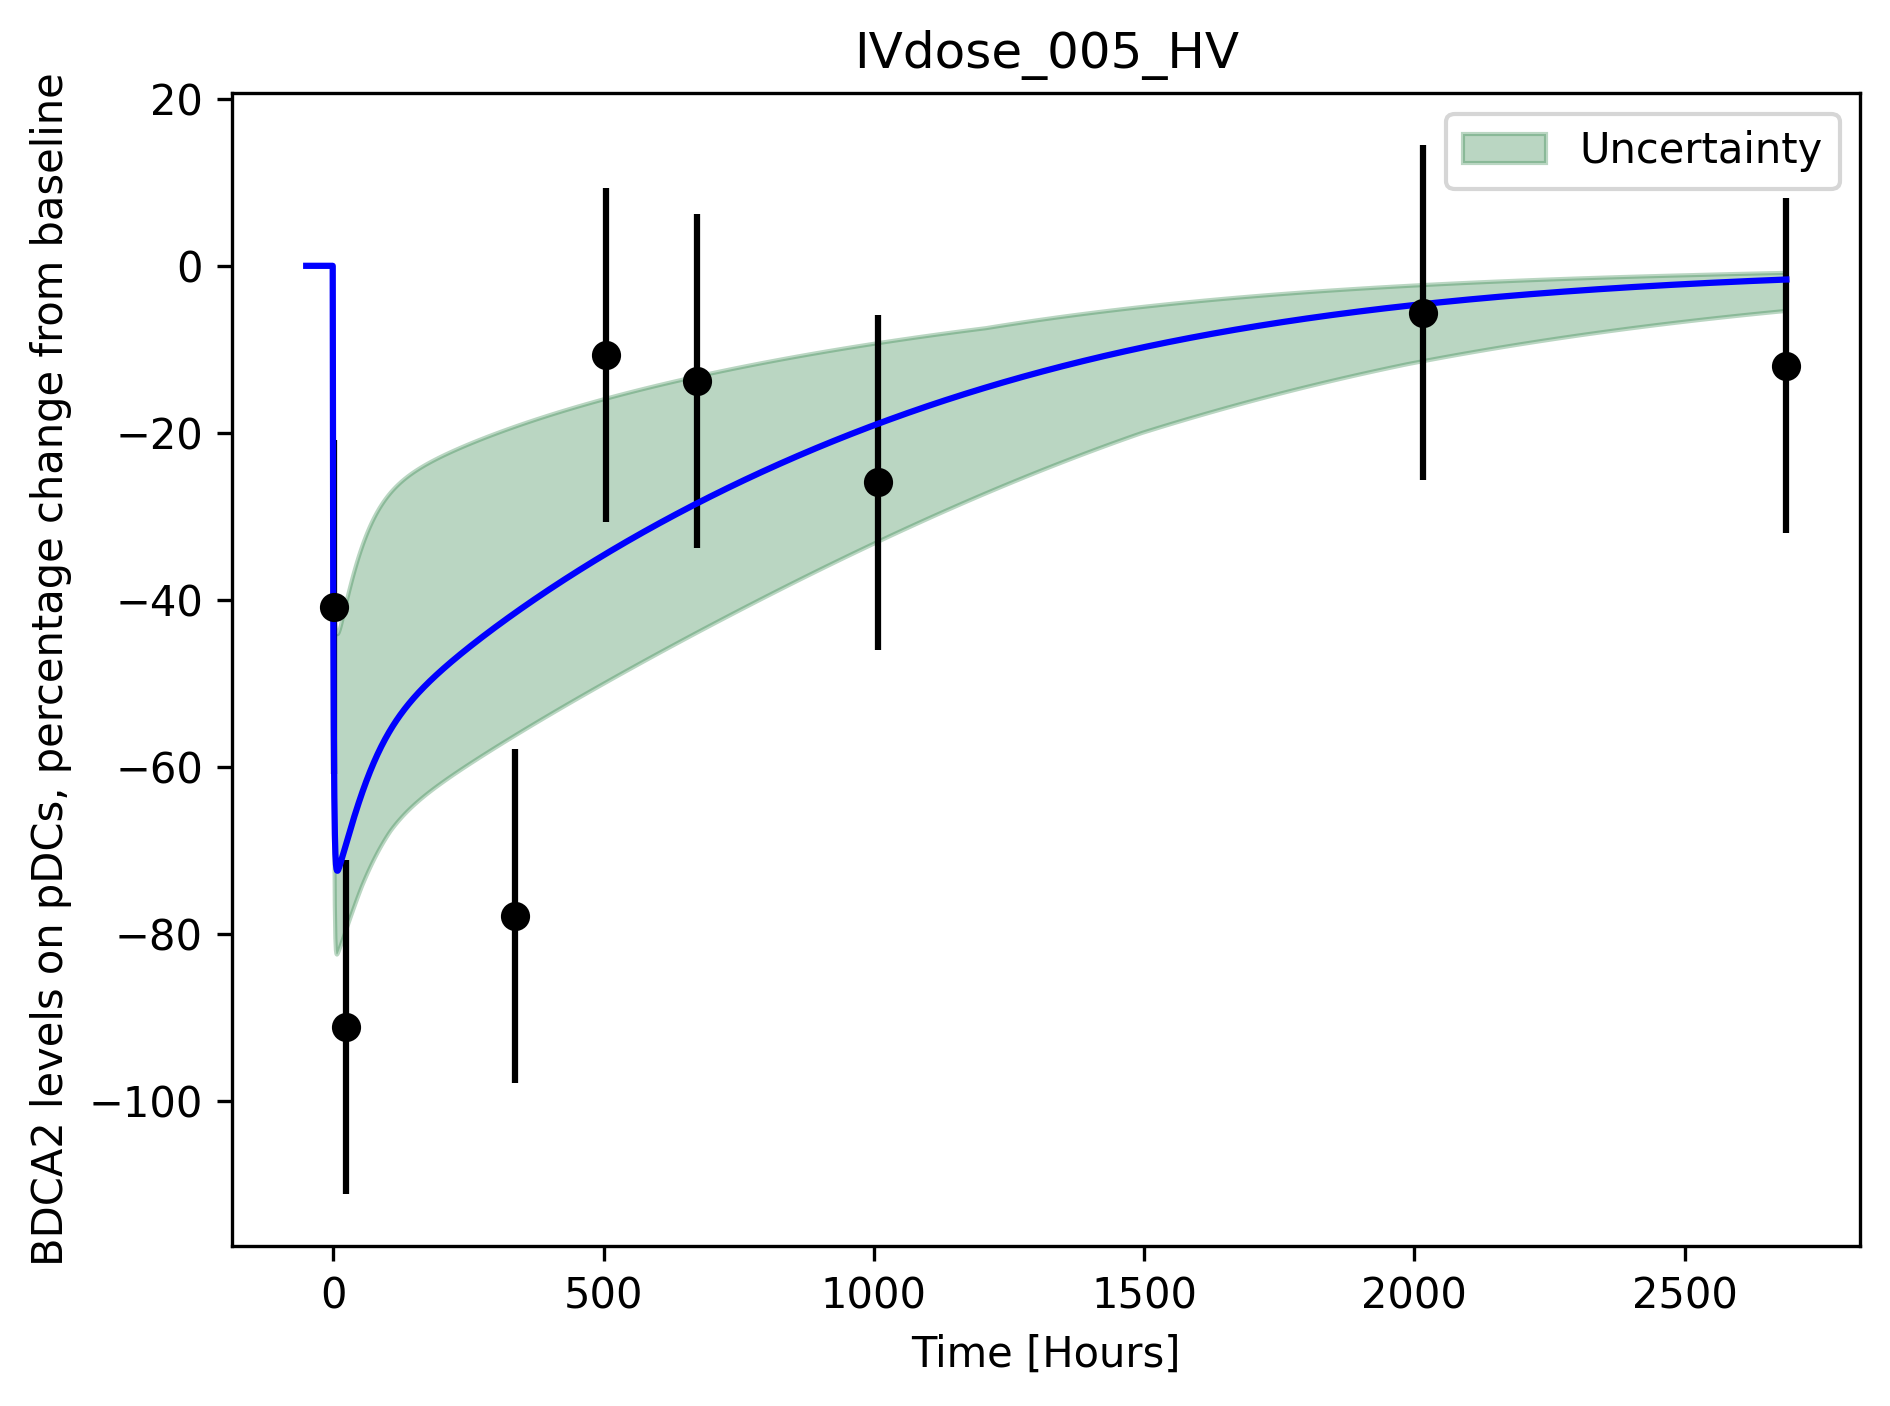 IVdose_005_HV
BDCA2 levels on pDCs, percentage change from baseline
20
0
−20
−40
−60
−80
−100
Uncertainty
0 500 1000 1500 2000 2500
Time [Hours]